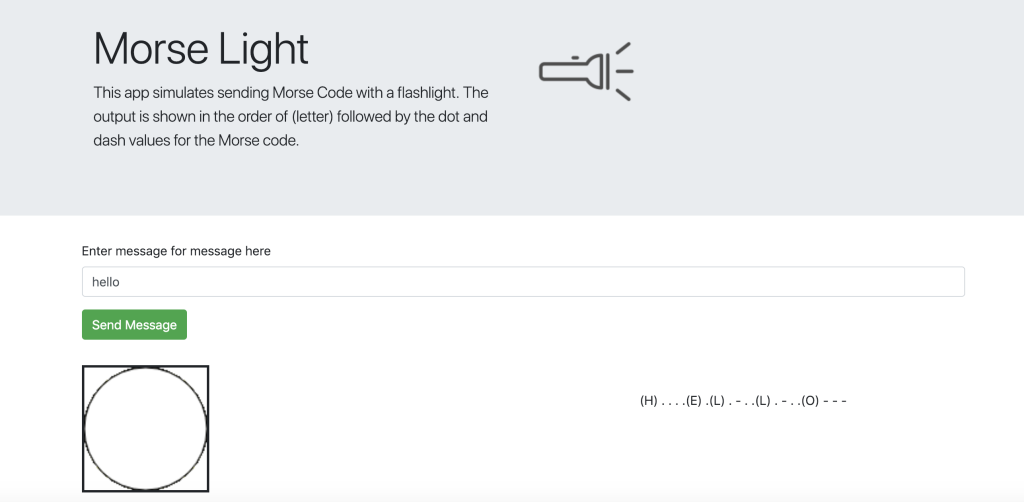 Morse Light
This app simulates sending Morse Code with a flashlight. The
output is shown in the order of (letter) followed by the dot and
dash values for the Morse code.
Enter message for message here
hello
Send Message
(H) . . . .(E) .(L) . - . .(L) . - . .(O) - - -